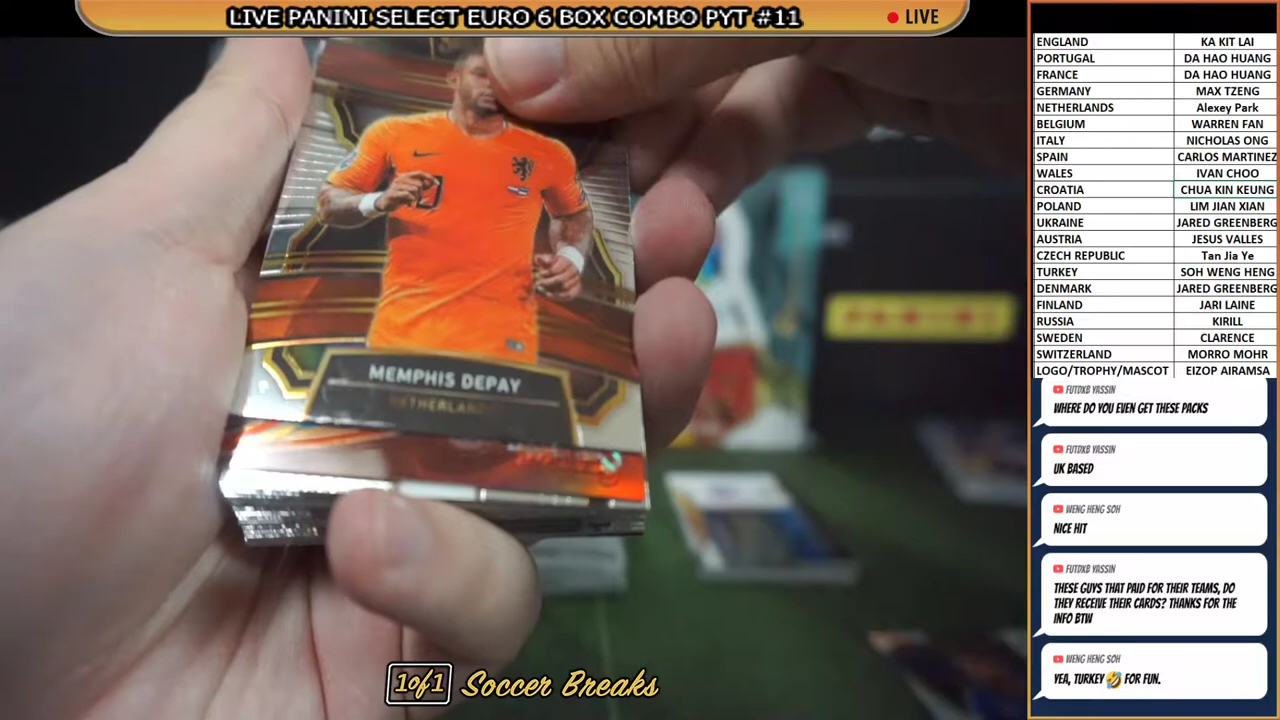 LIVE PANINI SELECT EURO 6 BOX COMBO PYT #11
LIVE
MEMPHIS DEPAY
NETHERLANDS
ENGLAND KA KIT LAI
PORTUGAL DA HAO HUANG
FRANCE DA HAO HUANG
GERMANY MAX TZENG
NETHERLANDS Alexey Park
BELGIUM WARREN FAN
ITALY NICHOLAS ONG
SPAIN CARLOS MARTINEZ
WALES IVAN CHOO
CROATIA CHUA KIN KEUNG
POLAND LIM JIAN XIAN
UKRAINE JARED GREENBERG
AUSTRIA JESUS VALLES
CZECH REPUBLIC Tan Jia Ye
TURKEY SOH WENG HENG
DENMARK JARED GREENBERG
FINLAND JARI LAINE
RUSSIA KIRILL
SWEDEN CLARENCE
SWITZERLAND MORRO MOHR
LOGO/TROPHY/MASCOT EIZOP AIRAMSA
FUTDXB YASSIN
WHERE DO YOU EVEN GET THESE PACKS
FUTDXB YASSIN
UK BASED
WENG HENG SOH
NICE HIT
FUTDXB YASSIN
THESE GUYS THAT PAID FOR THEIR TEAMS, DO
THEY RECEIVE THEIR CARDS? THANKS FOR THE
INFO BTW
WENG HENG SOH
YEA, TURKEY 🤣 FOR FUN.
1of1 Soccer Breaks